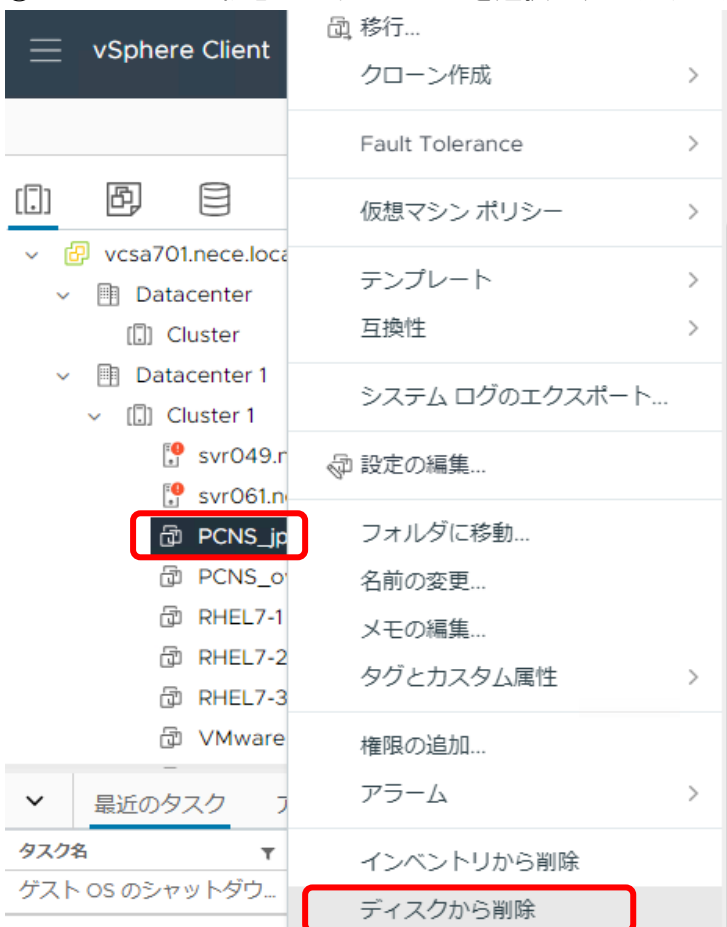 vSphere Client
vcsa701.nece.loca
Datacenter
Cluster
Datacenter 1
Cluster 1
svr049.n
svr061.n
PCNS_jp
PCNS_o
RHEL7-1
RHEL7-2
RHEL7-3
VMware
最近のタスク
タスク名
ゲスト OS のシャットダウ...
移行...
クローン作成
Fault Tolerance
仮想マシン ポリシー
テンプレート
互換性
システム ログのエクスポート...
設定の編集...
フォルダに移動...
名前の変更...
メモの編集...
タグとカスタム属性
権限の追加...
アラーム
インベントリから削除
ディスクから削除